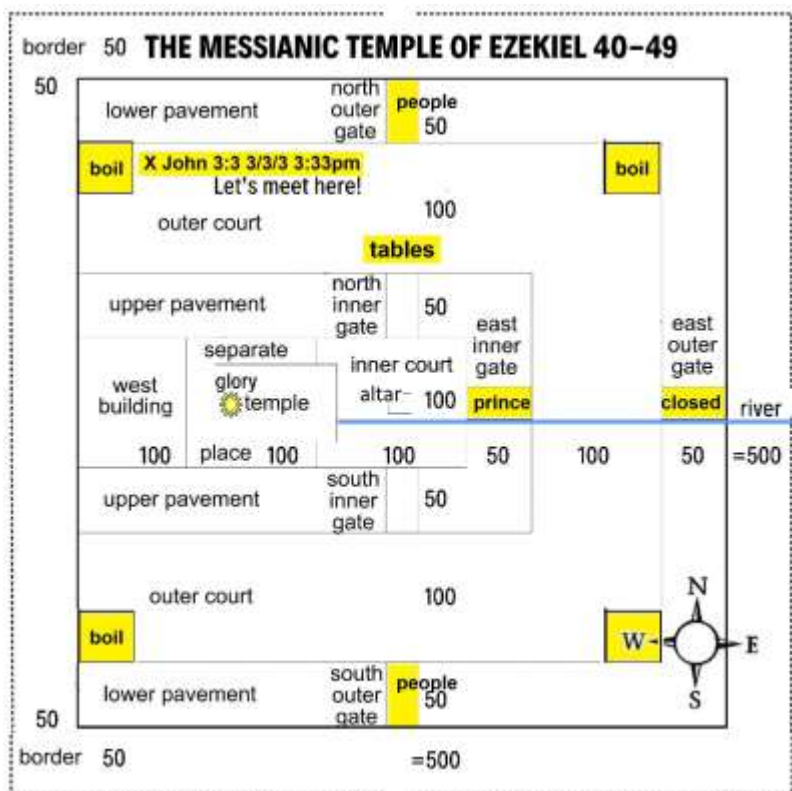 border 50 THE MESSIANIC TEMPLE OF EZEKIEL 40–49
50
lower pavement
north
outer
gate
people
50
boil
X John 3:3 3/3/3 3:33pm
Let's meet here!
boil
outer court
100
tables
upper pavement
north
inner
gate
50
east
inner
gate
east
outer
gate
separate
inner court
west
building
glory
temple
altar
100
prince
closed
river
100
place
100
100
50
100
50
=500
upper pavement
south
inner
gate
50
outer court
100
boil
N
W
E
S
lower pavement
south
outer
gate
people
50
50
border 50
=500